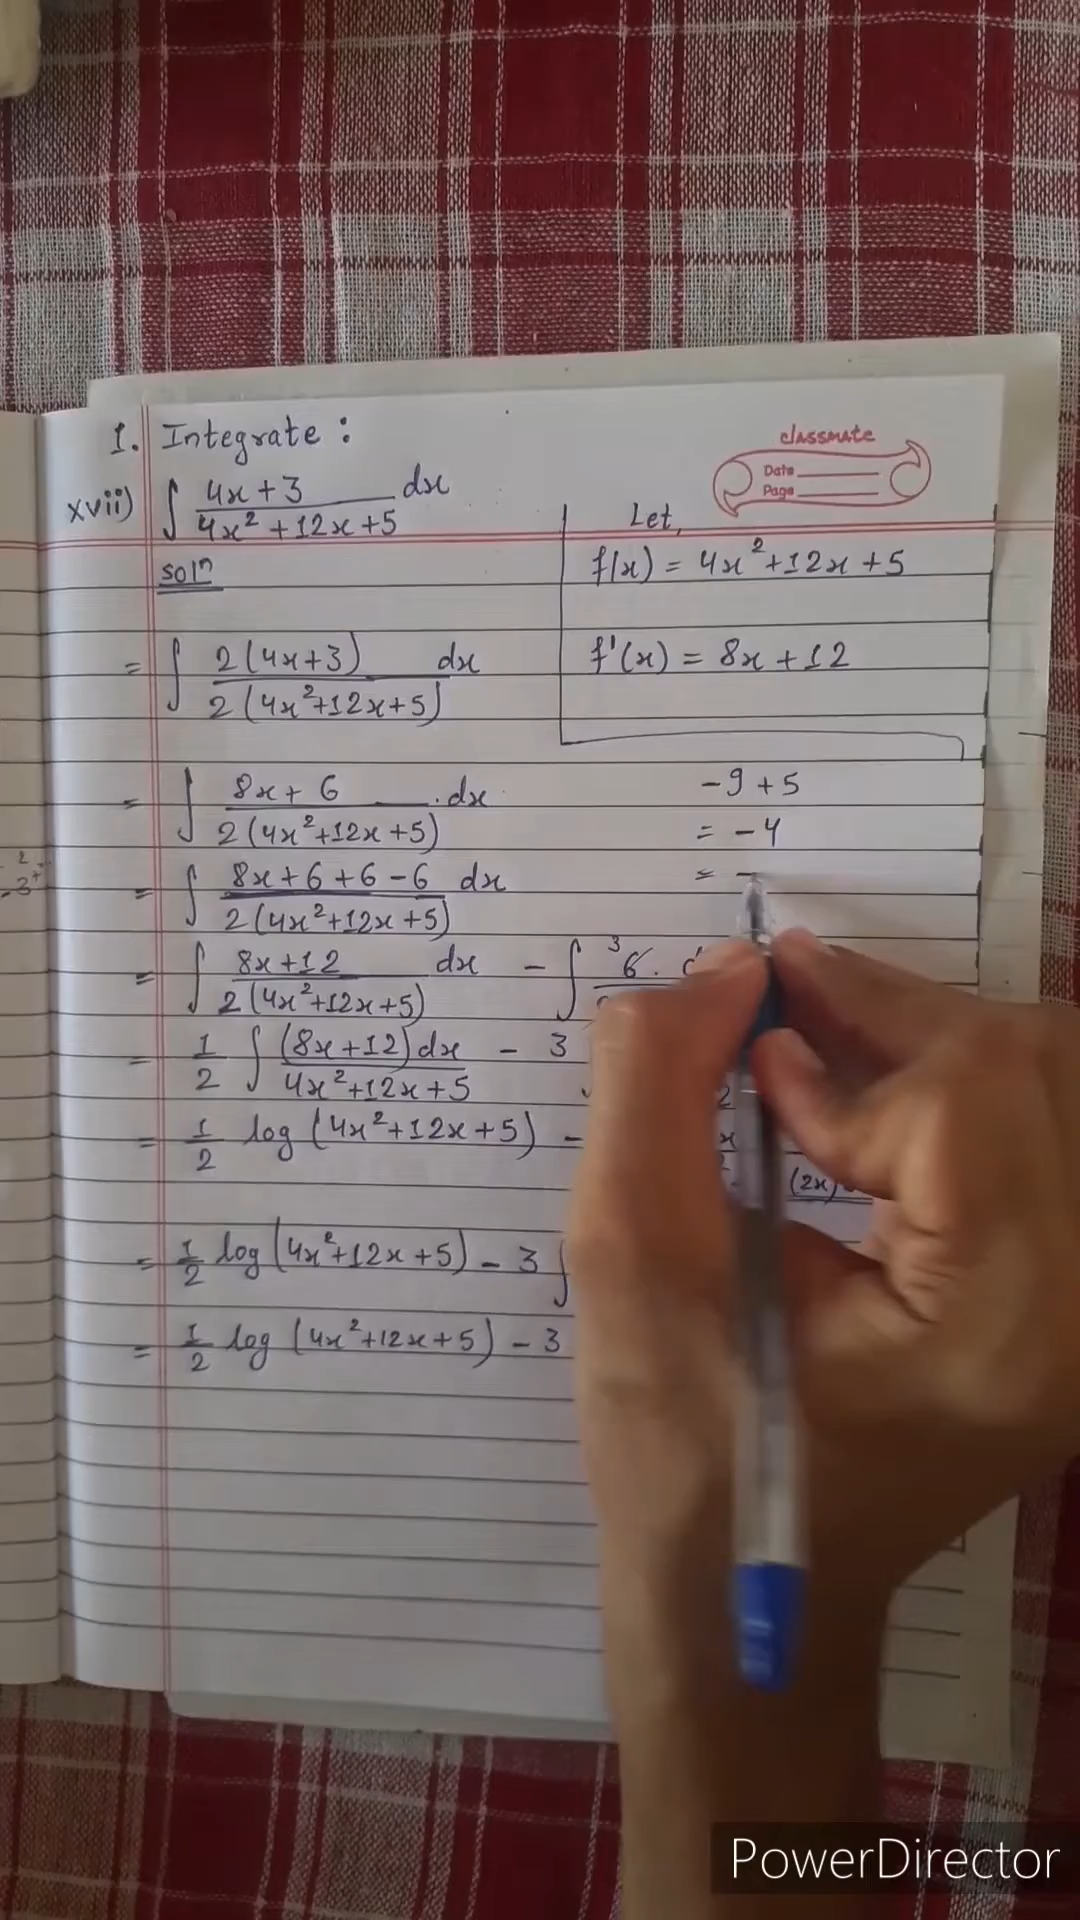 1. Integrate :
classmate
Date
Page
xvii) ∫ 4x+3 / 4x²+12x+5 dx
Let,
f(x) = 4x²+12x+5
soln
= ∫ 2(4x+3) / 2(4x²+12x+5) dx
f'(x) = 8x+12
= ∫ 8x+6 / 2(4x²+12x+5) .dx
-9+5
= -4
= ∫ 8x+6+6-6 / 2(4x²+12x+5) dx
= -
= ∫ 8x+12 / 2(4x²+12x+5) dx - ∫ 3 6.
= 1/2 ∫ (8x+12)dx / 4x²+12x+5 - 3
= 1/2 log (4x²+12x+5) -
(2x)
= 1/2 log (4x²+12x+5) - 3 ∫
= 1/2 log (4x²+12x+5) - 3
PowerDirector